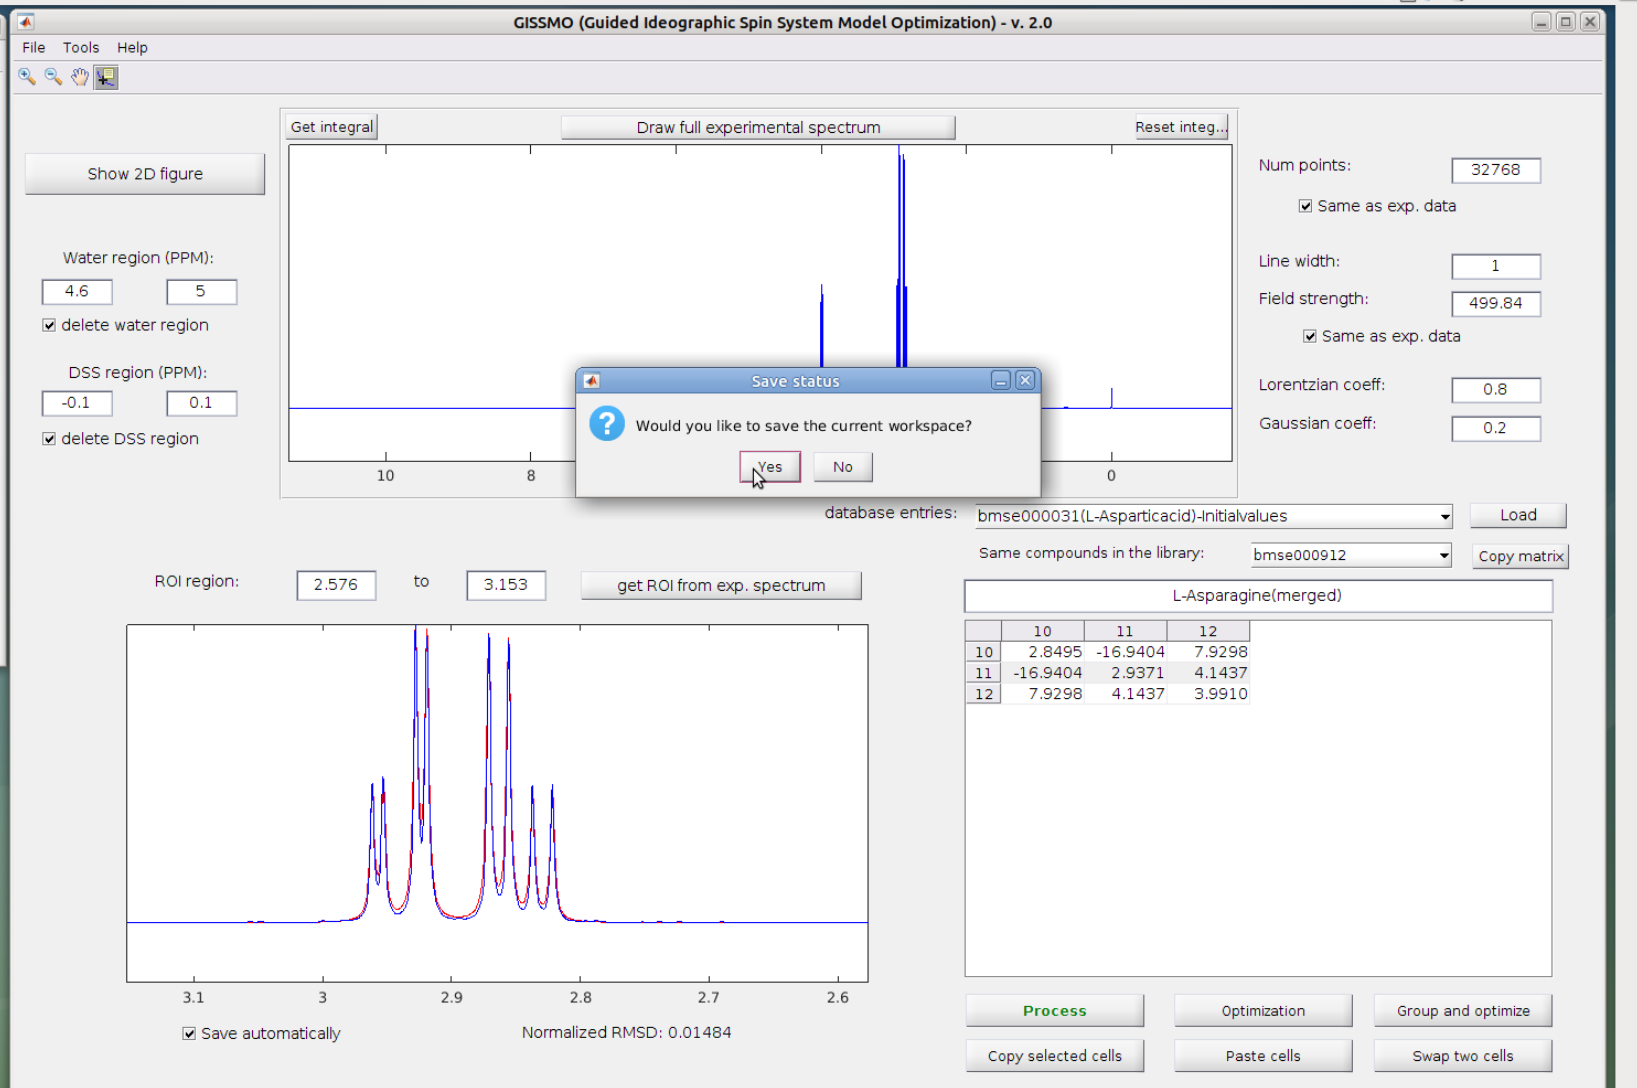 GISSMO (Guided Ideographic Spin System Model Optimization) - v. 2.0
File Tools Help
Get integral
Draw full experimental spectrum
Reset integ...
Show 2D figure
Num points:
32768
Same as exp. data
Water region (PPM):
4.6 5
delete water region
Line width:
1
Field strength:
499.84
Same as exp. data
DSS region (PPM):
-0.1 0.1
delete DSS region
Lorentzian coeff:
0.8
Gaussian coeff:
0.2
Save status
Would you like to save the current workspace?
Yes No
10 8 0
database entries:
bmse000031(L-Asparticacid)-Initialvalues
Load
Same compounds in the library:
bmse000912
Copy matrix
ROI region:
2.576
to
3.153
get ROI from exp. spectrum
L-Asparagine(merged)
10 11 12
10 2.8495 -16.9404 7.9298
11 -16.9404 2.9371 4.1437
12 7.9298 4.1437 3.9910
3.1 3 2.9 2.8 2.7 2.6
Save automatically
Normalized RMSD: 0.01484
Process Optimization Group and optimize
Copy selected cells Paste cells Swap two cells